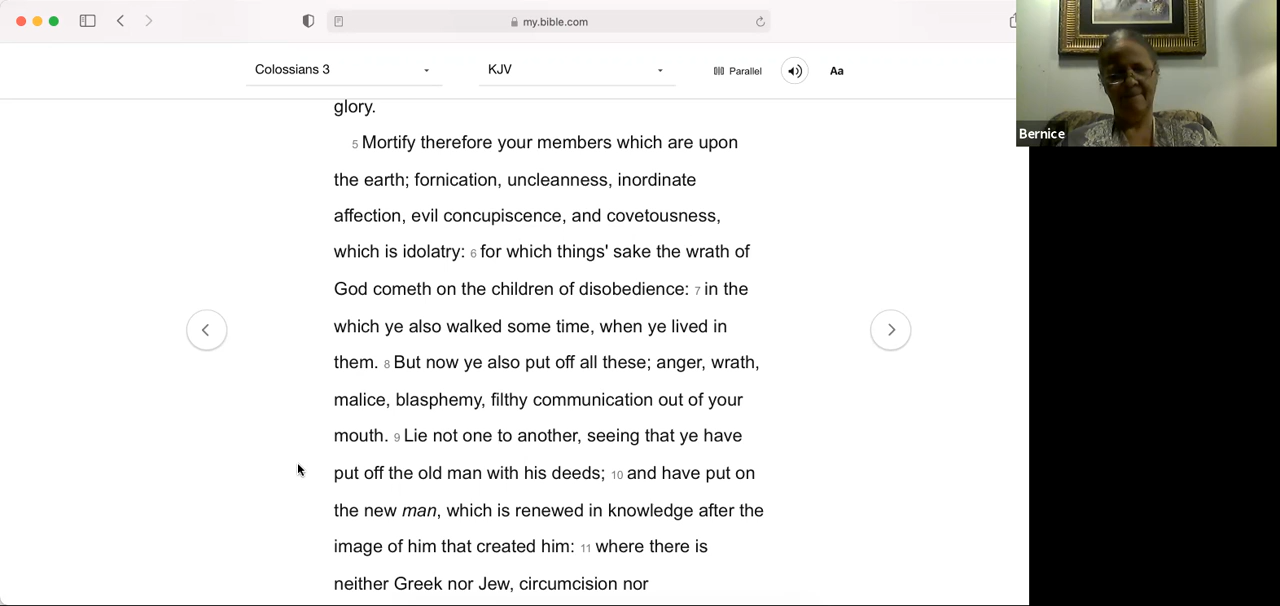 my.bible.com
Colossians 3
KJV
Parallel
Aa
Bernice
glory.
5 Mortify therefore your members which are upon
the earth; fornication, uncleanness, inordinate
affection, evil concupiscence, and covetousness,
which is idolatry: 6 for which things' sake the wrath of
God cometh on the children of disobedience: 7 in the
which ye also walked some time, when ye lived in
them. 8 But now ye also put off all these; anger, wrath,
malice, blasphemy, filthy communication out of your
mouth. 9 Lie not one to another, seeing that ye have
put off the old man with his deeds; 10 and have put on
the new man, which is renewed in knowledge after the
image of him that created him: 11 where there is
neither Greek nor Jew, circumcision nor